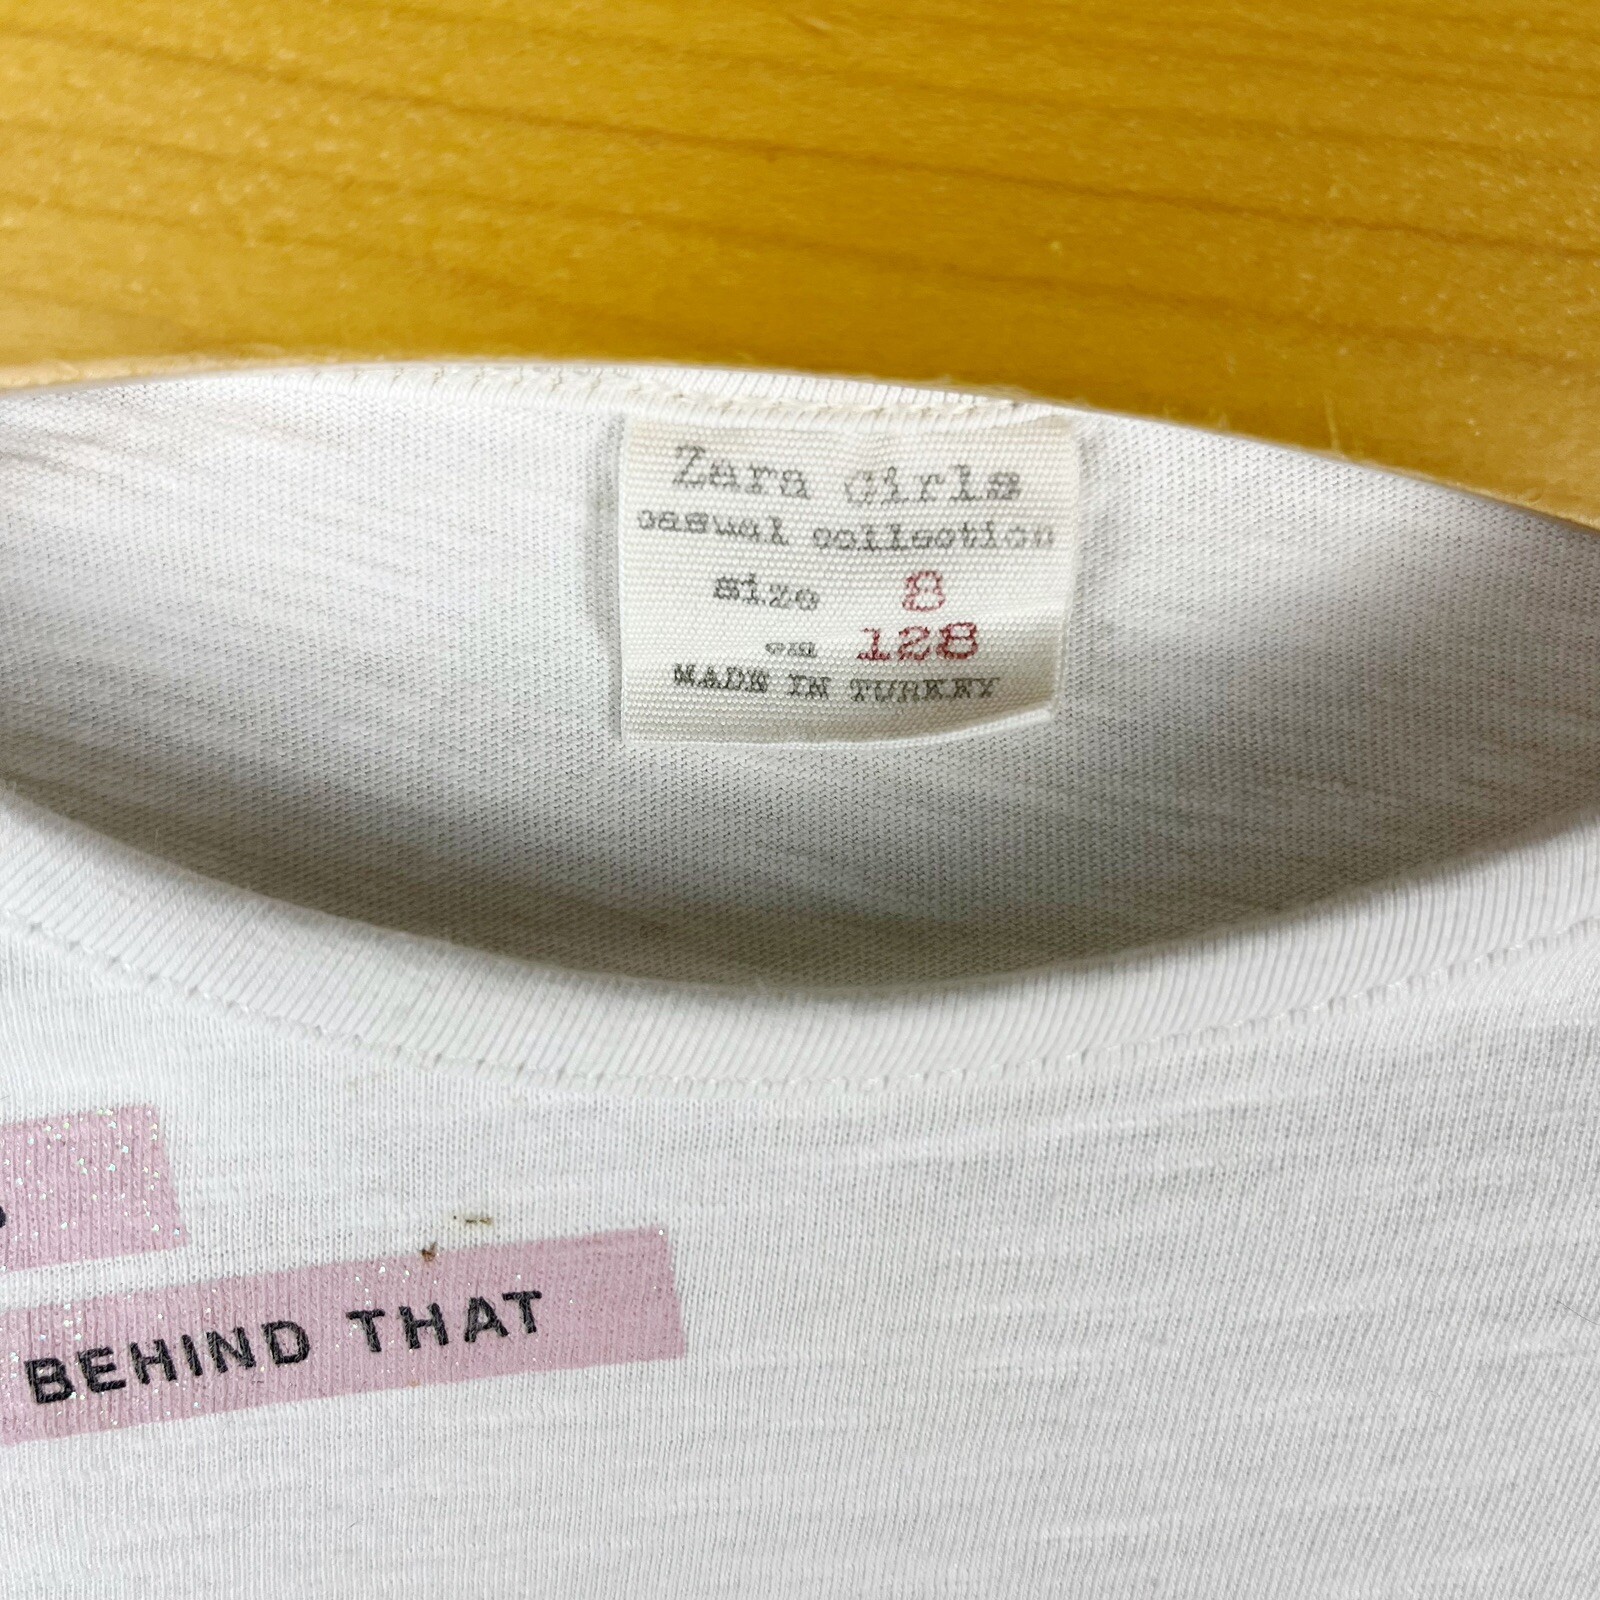 Zara Girls
casual collection
size 8
cm 128
MADE IN TURKEY
BEHIND THAT